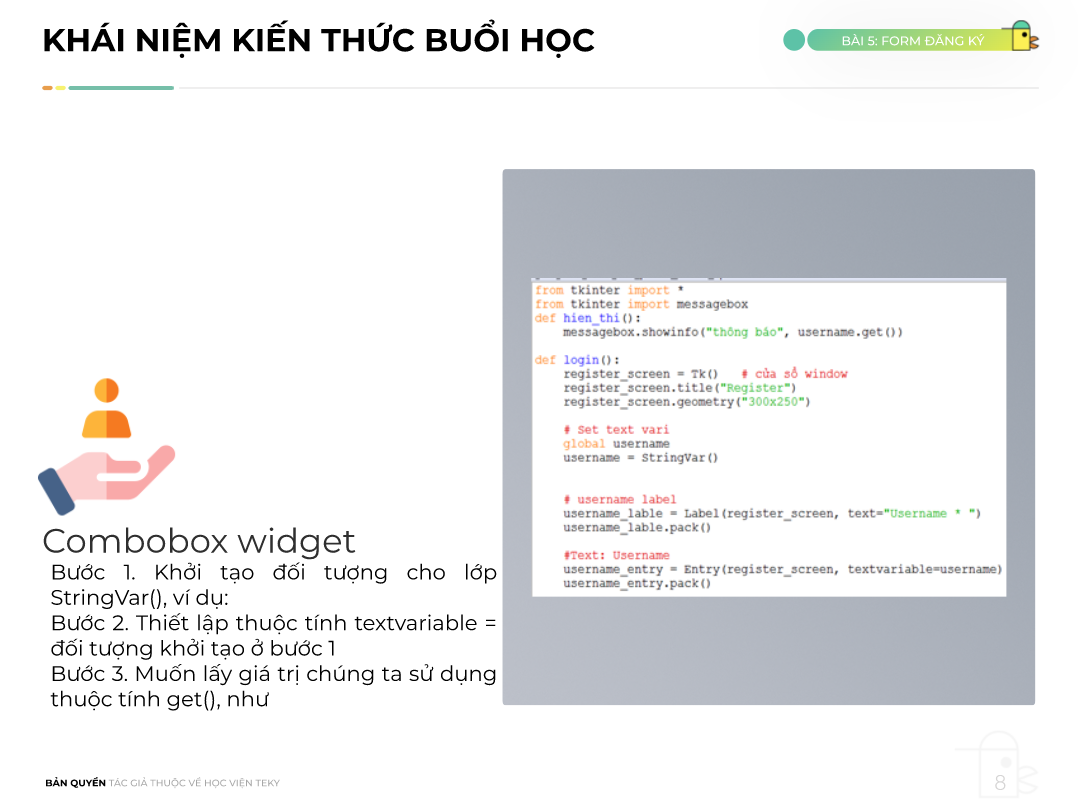 KHÁI NIỆM KIẾN THỨC BUỔI HỌC
BÀI 5: FORM ĐĂNG KÝ
Combobox widget
Bước 1. Khởi tạo đối tượng cho lớp
StringVar(), ví dụ:
Bước 2. Thiết lập thuộc tính textvariable =
đối tượng khởi tạo ở bước 1
Bước 3. Muốn lấy giá trị chúng ta sử dụng
thuộc tính get(), như
from tkinter import *
from tkinter import messagebox
def hien_thi():
    messagebox.showinfo("thông báo", username.get())
def login():
    register_screen = Tk()   # của sổ window
    register_screen.title("Register")
    register_screen.geometry("300x250")
    # Set text vari
    global username
    username = StringVar()
    # username label
    username_lable = Label(register_screen, text="Username * ")
    username_lable.pack()
    #Text: Username
    username_entry = Entry(register_screen, textvariable=username)
    username_entry.pack()
BẢN QUYỀN TÁC GIẢ THUỘC VỀ HỌC VIỆN TEKY
8